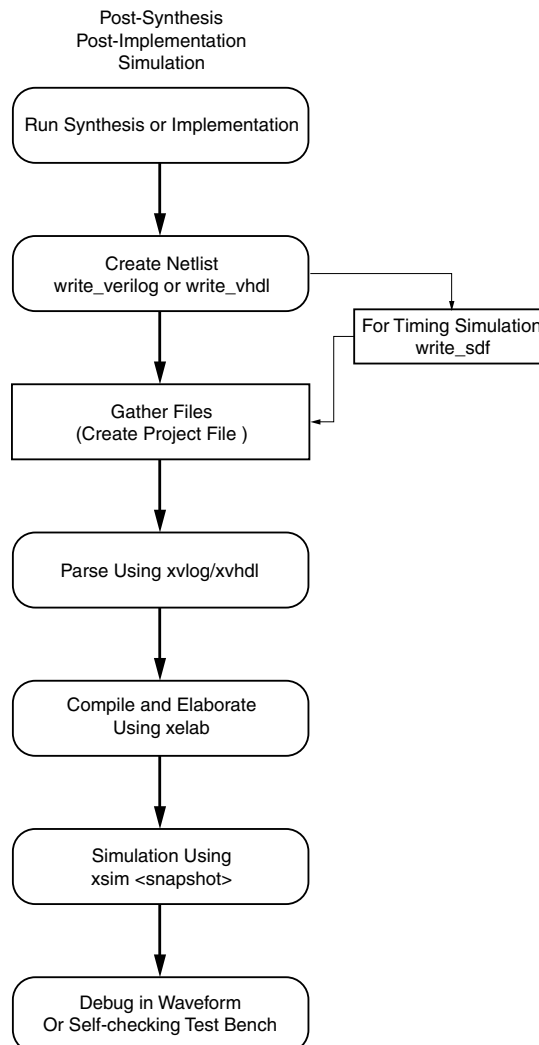 Post-Synthesis
Post-Implementation
Simulation
Run Synthesis or Implementation
Create Netlist
write_verilog or write_vhdl
For Timing Simulation
write_sdf
Gather Files
(Create Project File )
Parse Using xvlog/xvhdl
Compile and Elaborate
Using xelab
Simulation Using
xsim <snapshot>
Debug in Waveform
Or Self-checking Test Bench